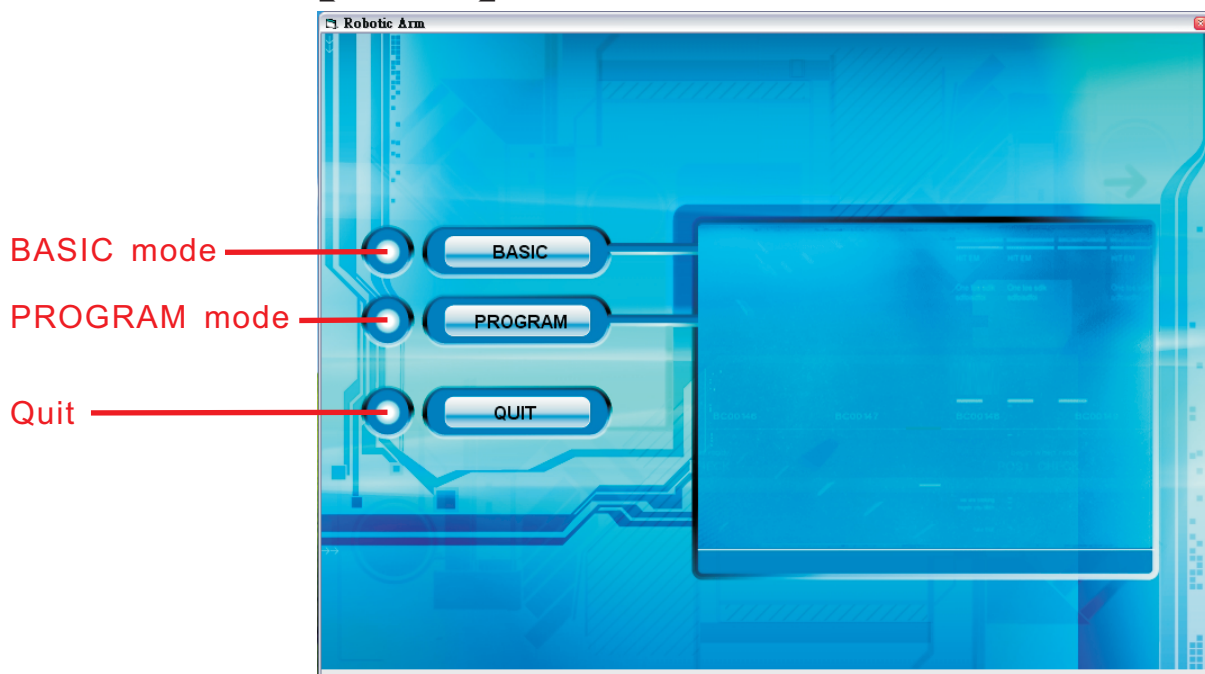 Robotic Arm
BASIC mode
BASIC
PROGRAM mode
PROGRAM
Quit
QUIT